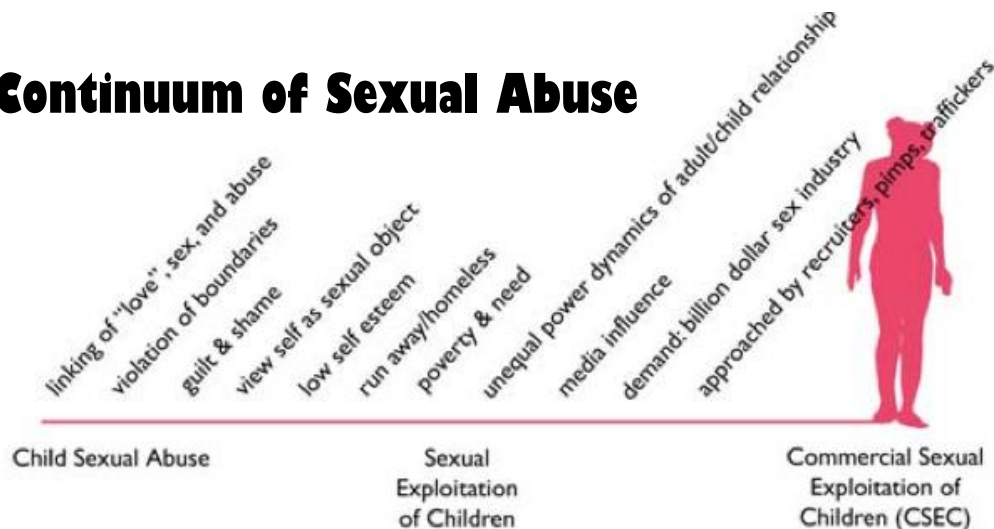 Continuum of Sexual Abuse
linking of "love", sex, and abuse
violation of boundaries
guilt & shame
view self as sexual object
low self esteem
run away/homeless
poverty & need
unequal power dynamics of adult/child relationship
media influence
demand: billion dollar sex industry
approached by recruiters, pimps, traffickers
Child Sexual Abuse
Sexual
Exploitation
of Children
Commercial Sexual
Exploitation of
Children (CSEC)